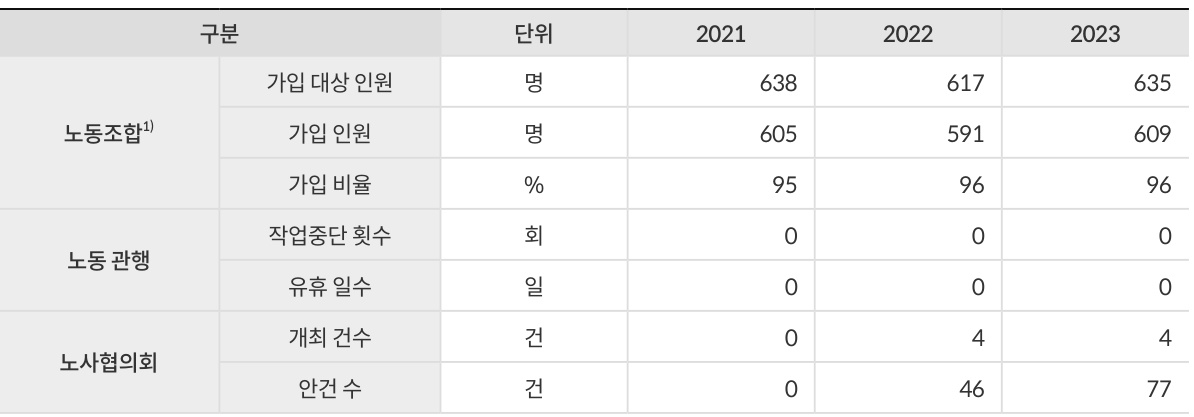 구분 단위 2021 2022 2023
노동조합1) 가입 대상 인원 명 638 617 635
가입 인원 명 605 591 609
가입 비율 % 95 96 96
노동 관행 작업중단 횟수 회 0 0 0
유휴 일수 일 0 0 0
노사협의회 개최 건수 건 0 4 4
안건 수 건 0 46 77